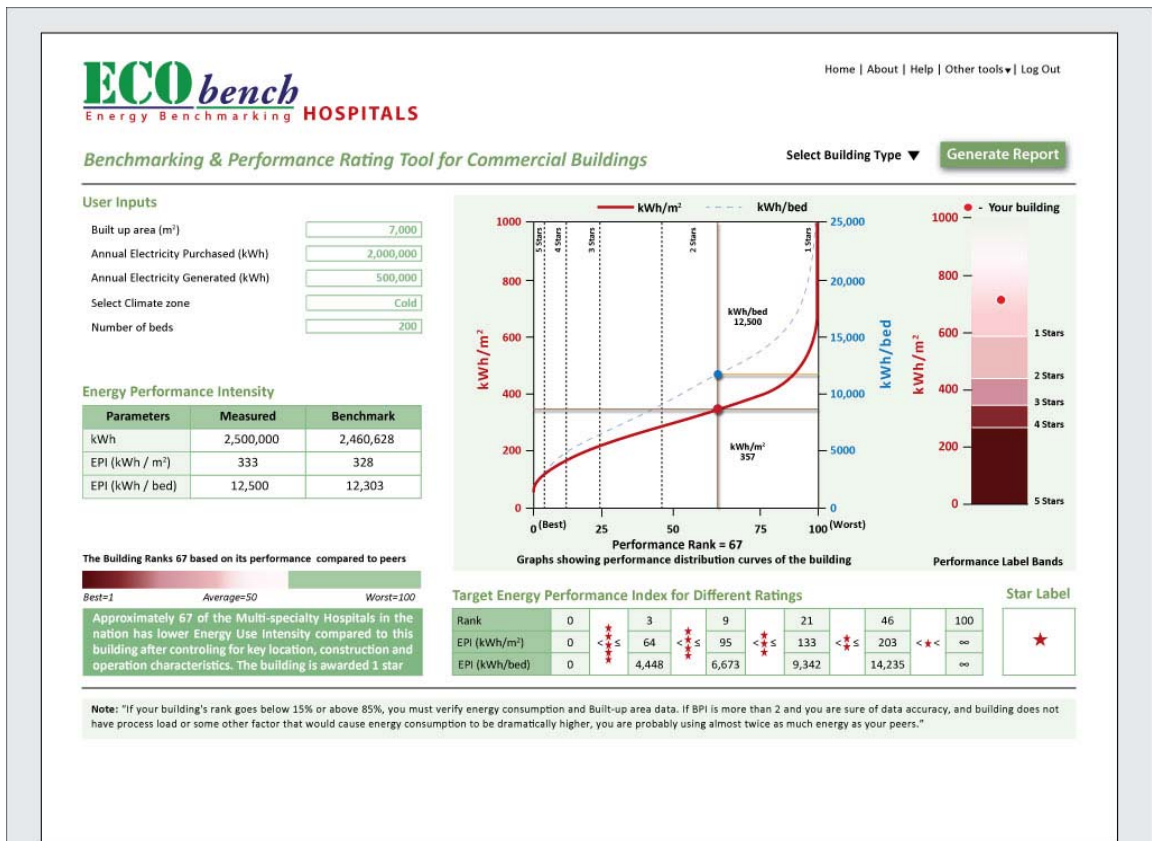 ECO bench
Energy Benchmarking HOSPITALS
Home | About | Help | Other tools▾ | Log Out
Benchmarking & Performance Rating Tool for Commercial Buildings
Select Building Type ▼
Generate Report
User Inputs
Built up area (m²) 7,000
Annual Electricity Purchased (kWh) 2,000,000
Annual Electricity Generated (kWh) 500,000
Select Climate zone Cold
Number of beds 200
Energy Performance Intensity
Parameters Measured Benchmark
kWh 2,500,000 2,460,628
EPI (kWh / m²) 333 328
EPI (kWh / bed) 12,500 12,303
The Building Ranks 67 based on its performance compared to peers
Best=1 Average=50 Worst=100
Approximately 67 of the Multi-specialty Hospitals in the
nation has lower Energy Use Intensity compared to this
building after controling for key location, construction and
operation characteristics. The building is awarded 1 star
kWh/m² kWh/bed
1000
800
600
400
200
0
kWh/m²
5 Stars
4 Stars
3 Stars
2 Stars
1 Stars
kWh/bed
12,500
kWh/m²
357
25,000
20,000
15,000
10,000
5000
0
kWh/bed
0 (Best) 25 50 75 100 (Worst)
Performance Rank = 67
Graphs showing performance distribution curves of the building
- Your building
1000
800
600
400
200
0
kWh/m²
1 Stars
2 Stars
3 Stars
4 Stars
5 Stars
Performance Label Bands
Target Energy Performance Index for Different Ratings
Rank 0 3 9 21 46 100
EPI (kWh/m²) 0 <★★★★★≤ 64 <★★★★≤ 95 <★★★≤ 133 <★★≤ 203 <★< ∞
EPI (kWh/bed) 0 4,448 6,673 9,342 14,235 ∞
Star Label
★
Note: "If your building's rank goes below 15% or above 85%, you must verify energy consumption and Built-up area data. If BPI is more than 2 and you are sure of data accuracy, and building does not
have process load or some other factor that would cause energy consumption to be dramatically higher, you are probably using almost twice as much energy as your peers."